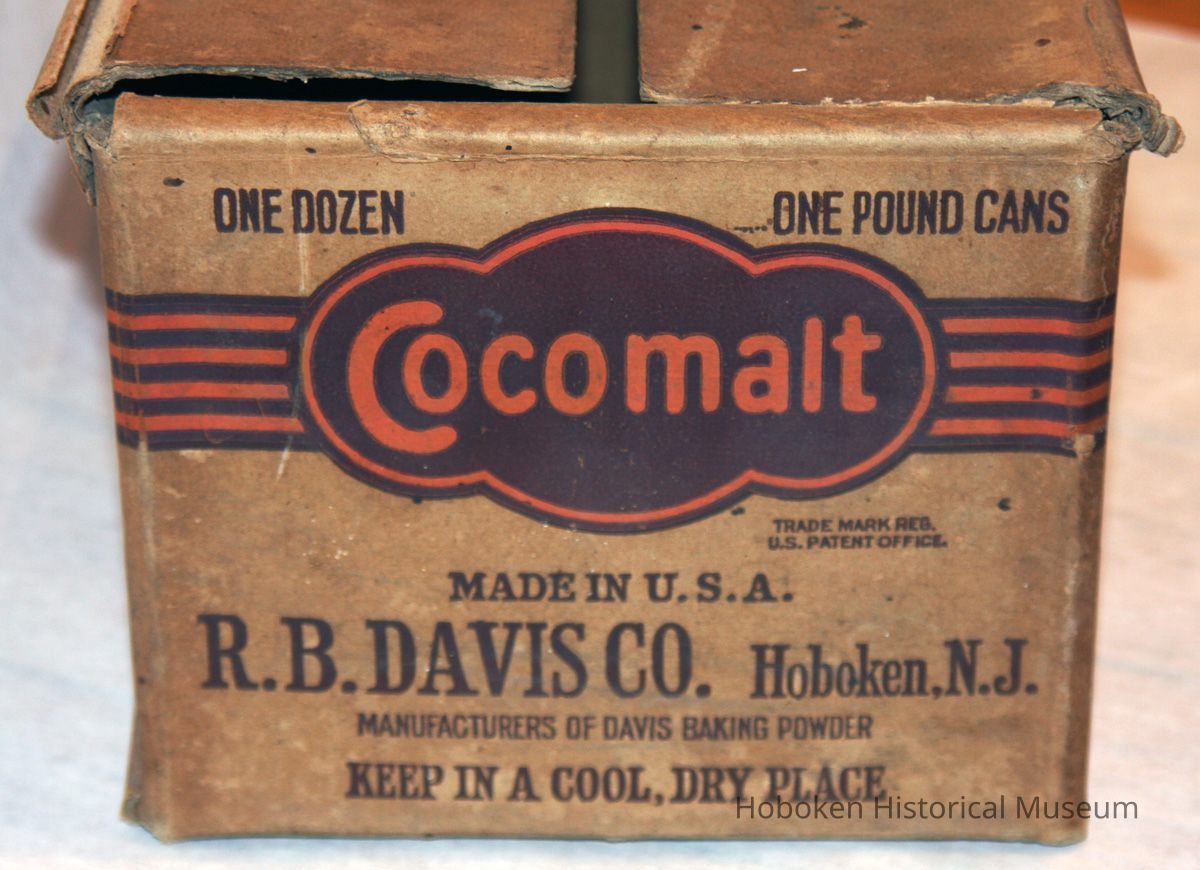 ONE DOZEN
ONE POUND CANS
Cocomalt
TRADE MARK REG.
U.S. PATENT OFFICE.
MADE IN U.S.A.
R.B. DAVIS CO. Hoboken, N.J.
MANUFACTURERS OF DAVIS BAKING POWDER
KEEP IN A COOL, DRY PLACE
Hoboken Historical Museum